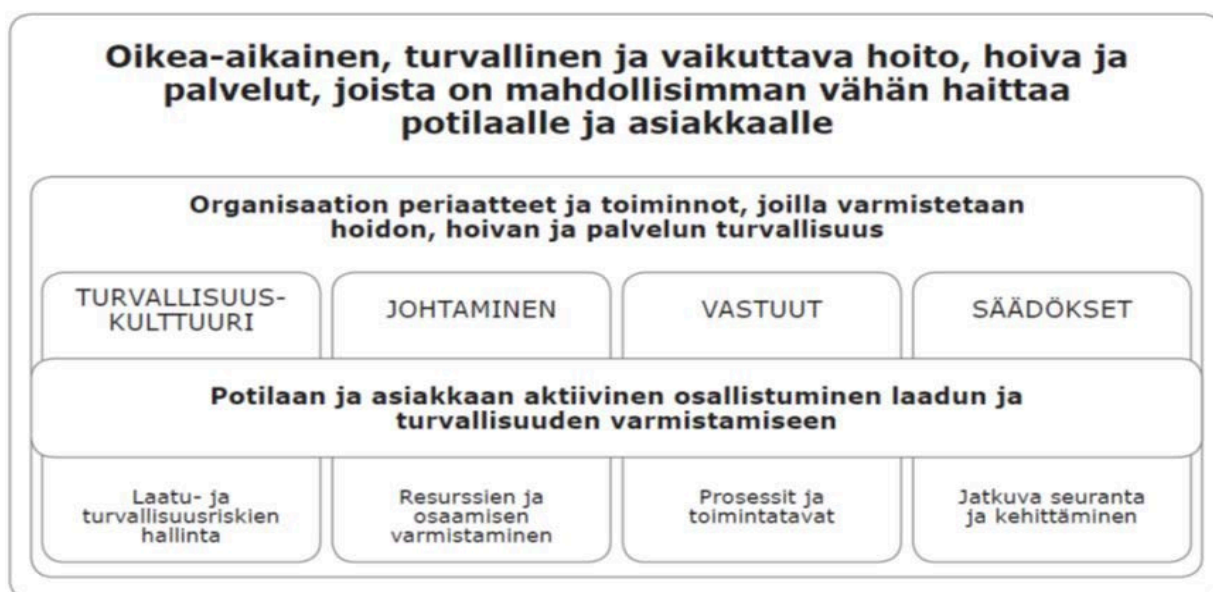 Oikea-aikainen, turvallinen ja vaikuttava hoito, hoiva ja
palvelut, joista on mahdollisimman vähän haittaa
potilaalle ja asiakkaalle
Organisaation periaatteet ja toiminnot, joilla varmistetaan
hoidon, hoivan ja palvelun turvallisuus
TURVALLISUUS-
KULTTUURI
JOHTAMINEN
VASTUUT
SÄÄDÖKSET
Potilaan ja asiakkaan aktiivinen osallistuminen laadun ja
turvallisuuden varmistamiseen
Laatu- ja
turvallisuusriskien
hallinta
Resurssien ja
osaamisen
varmistaminen
Prosessit ja
toimintatavat
Jatkuva seuranta
ja kehittäminen